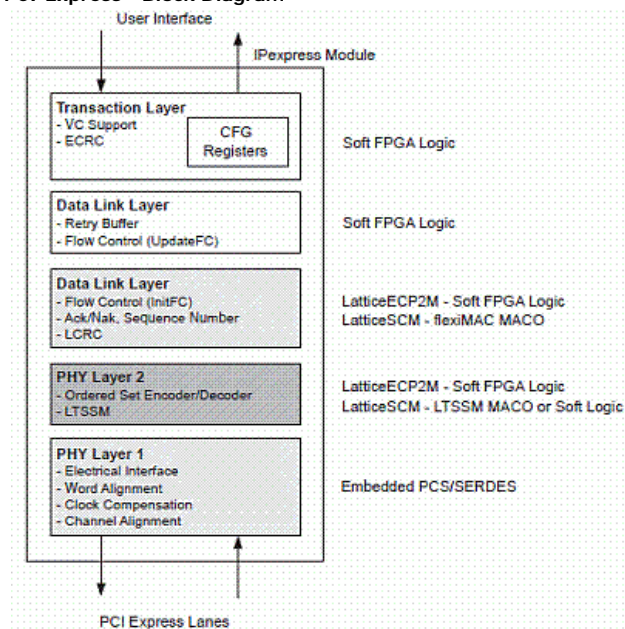 User Interface
IPexpress Module
Transaction Layer
- VC Support
- ECRC
CFG
Registers
Soft FPGA Logic
Data Link Layer
- Retry Buffer
- Flow Control (UpdateFC)
Soft FPGA Logic
Data Link Layer
- Flow Control (InitFC)
- Ack/Nak, Sequence Number
- LCRC
LatticeECP2M - Soft FPGA Logic
LatticeSCM - flexiMAC MACO
PHY Layer 2
- Ordered Set Encoder/Decoder
- LTSSM
LatticeECP2M - Soft FPGA Logic
LatticeSCM - LTSSM MACO or Soft Logic
PHY Layer 1
- Electrical Interface
- Word Alignment
- Clock Compensation
- Channel Alignment
Embedded PCS/SERDES
PCI Express Lanes